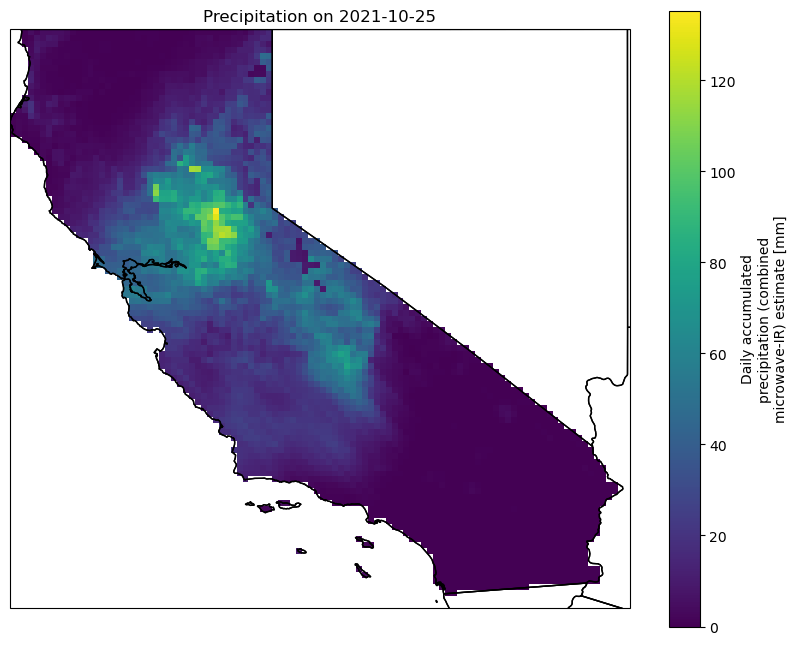 Precipitation on 2021-10-25
120
100
80
60
40
20
0
Daily accumulated
precipitation (combined
microwave-IR) estimate [mm]